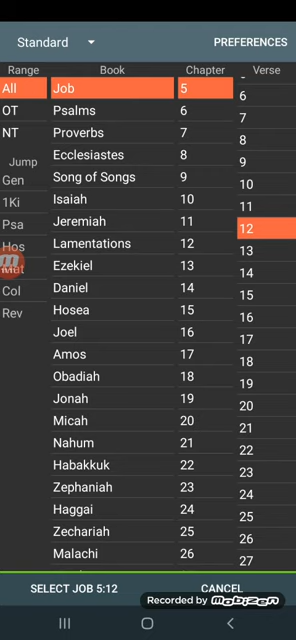 Standard PREFERENCES
Range Book Chapter Verse
All Job 5
6
OT Psalms 6
7
NT Proverbs 7
8
Jump Ecclesiastes 8
9
Gen Song of Songs 9
10
1Ki Isaiah 10
11
Psa Jeremiah 11
12
Hos Lamentations 12
13
Mat Ezekiel 13
14
Col Daniel 14
15
Rev Hosea 15
16
Joel 16
17
Amos 17
18
Obadiah 18
19
Jonah 19
20
Micah 20
21
Nahum 21
22
Habakkuk 22
23
Zephaniah 23
24
Haggai 24
25
Zechariah 25
26
Malachi 26
27
SELECT JOB 5:12 CANCEL
Recorded by mobizen